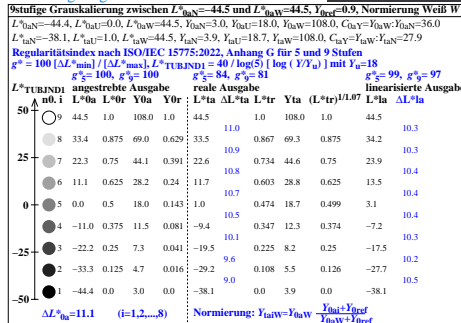 9stufige Grauskalierung zwischen L*0aN=−44.5 und L*0aW=44.5, Y0ref=0.9, Normierung Weiß W
L*0aN=−44.4, L*0aU=0.0, L*0aW=44.5, Y0aN=3.0, Y0aU=18.0, Y0aW=108.0, C0aY=Y0aW:Y0aN=36.0
L*taN=−38.1, L*taU=1.0, L*taW=44.5, YtaN=3.9, YtaU=18.7, YtaW=108.0, CtaY=YtaW:YtaN=27.9
Regularitätsindex nach ISO/IEC 15775:2022, Anhang G für 5 und 9 Stufen
g* = 100 [ΔL*min] / [ΔL*max], L*TUBJND1 = 40 / log(5) [ log ( Y/Yu) ] mit Yu=18
g*5= 100, g*9= 100 g*5= 84, g*9= 81 g*5= 99, g*9= 97
L*TUBJND1 angestrebte Ausgabe reale Ausgabe linearisierte Ausgabe
n0. i L*0a L*0r Y0a Y0r L*ta ΔL*ta L*tr Yta (L*tr)1/1.07 L*la ΔL*la
9 44.5 1.0 108.0 1.0 44.5 1.0 108.0 1.0 44.5
11.0 10.3
8 33.4 0.875 69.0 0.629 33.5 0.867 69.3 0.875 34.2
10.9 10.3
7 22.3 0.75 44.1 0.391 22.6 0.734 44.6 0.75 23.9
10.8 10.4
6 11.1 0.625 28.2 0.24 11.7 0.603 28.8 0.625 13.5
10.7 10.4
0 5 0.0 0.5 18.0 0.143 1.0 0.474 18.7 0.499 3.1
10.5 10.4
4 −11.0 0.375 11.5 0.081 −9.4 0.347 12.3 0.374 −7.2
10.1 10.3
3 −22.2 0.25 7.3 0.041 −19.5 0.225 8.2 0.25 −17.5
9.6 10.2
2 −33.3 0.125 4.7 0.016 −29.2 0.108 5.5 0.126 −27.7
9.0 10.5
1 −44.4 0.0 3.0 0.0 −38.1 0.0 3.9 0.0 −38.1
50
25
−25
−50
ΔL*0a=11.1 (i=1,2,...,8) Normierung: YtaiW=Y0aW (Y0ai+Y0ref)/(Y0aW+Y0ref)